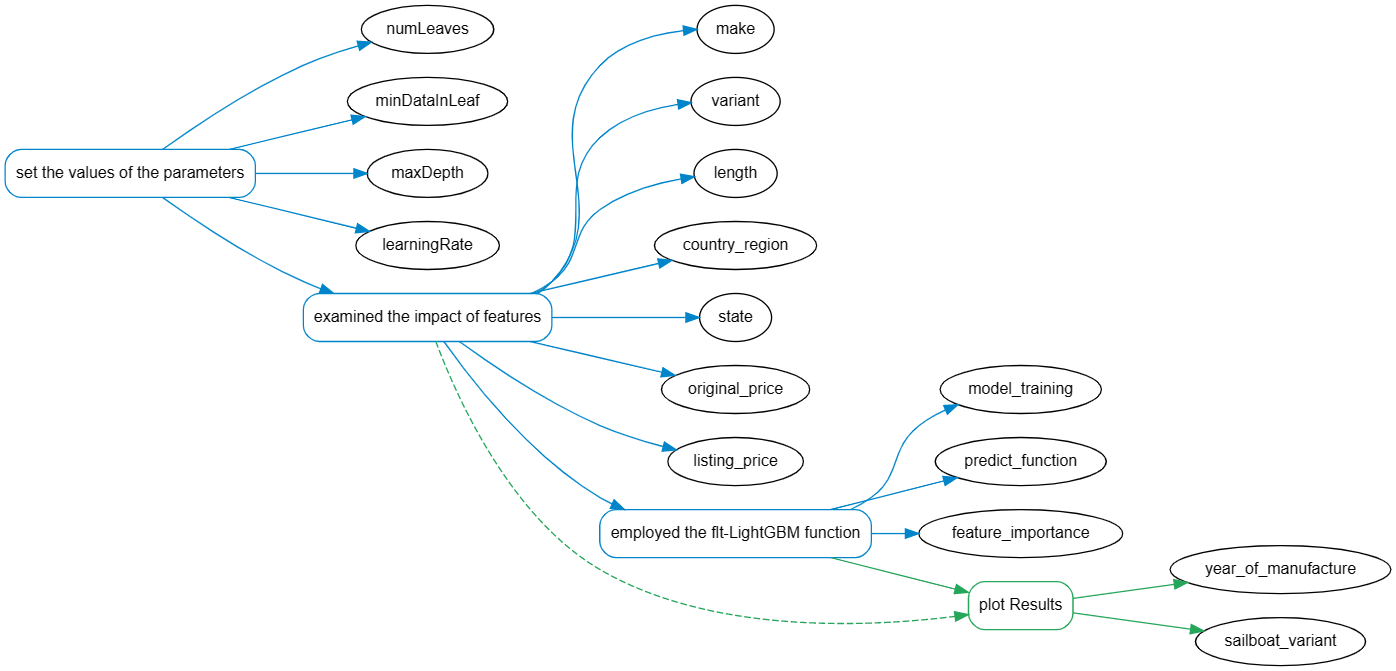 numLeaves
minDataInLeaf
set the values of the parameters
maxDepth
learningRate
make
variant
length
country_region
examined the impact of features
state
original_price
listing_price
model_training
predict_function
employed the flt-LightGBM function
feature_importance
plot Results
year_of_manufacture
sailboat_variant